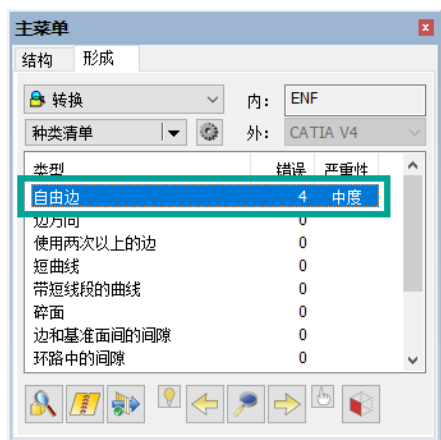 主菜单
结构 形成
转换 内: ENF
种类清单 外: CATIA V4
类型 错误 严重性
自由边 4 中度
边方向 0
使用两次以上的边 0
短曲线 0
带短线段的曲线 0
碎面 0
边和基准面间的间隙 0
环路中的间隙 0